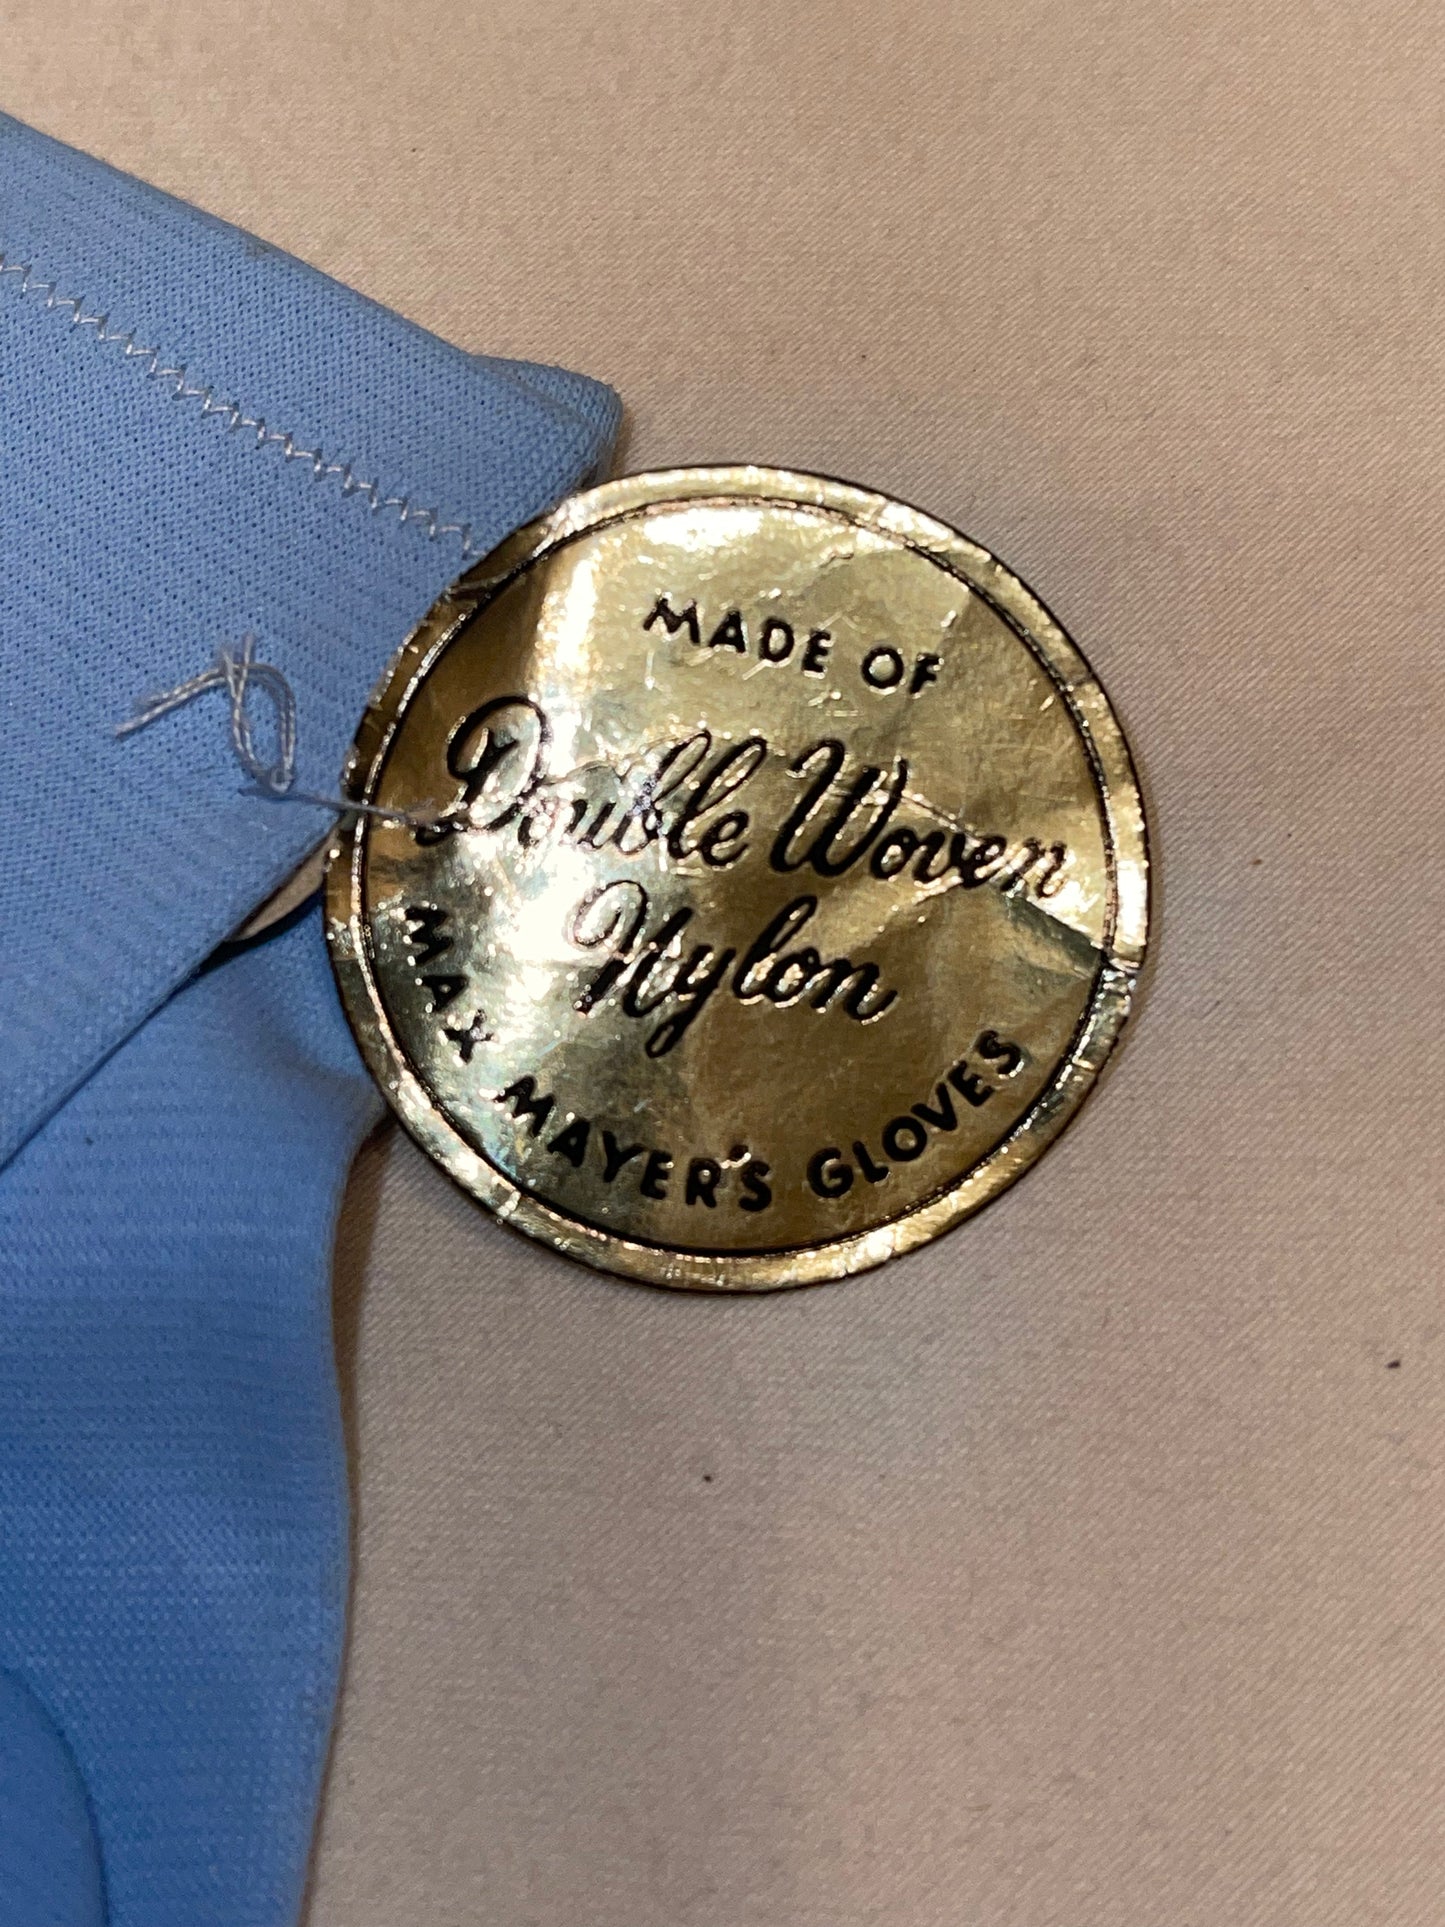 MADE OF
Double Woven
Nylon
MAX MAYER'S GLOVES